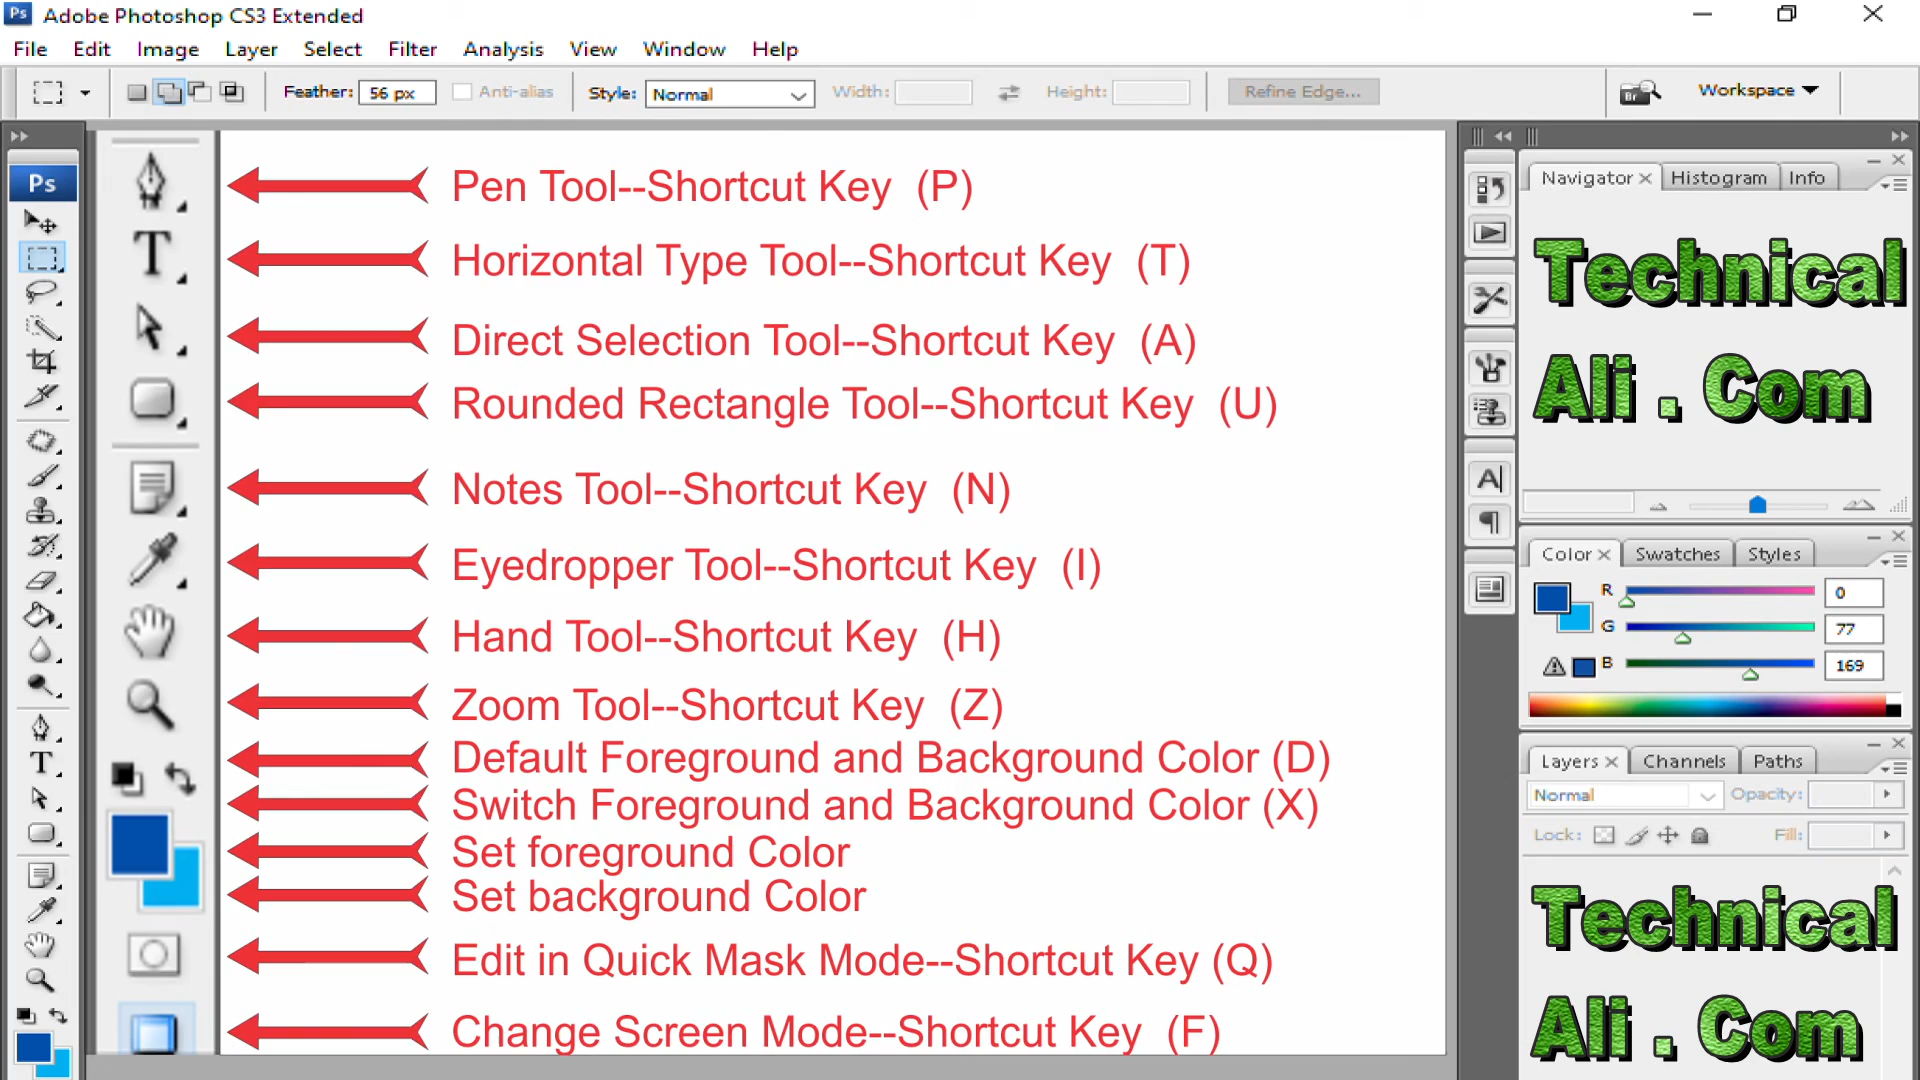 Ps Adobe Photoshop CS3 Extended
File Edit Image Layer Select Filter Analysis View Window Help
Feather: 56 px Anti-alias Style: Normal Width: Height: Refine Edge... Br Workspace
Ps
Pen Tool--Shortcut Key (P)
T Horizontal Type Tool--Shortcut Key (T)
Direct Selection Tool--Shortcut Key (A)
Rounded Rectangle Tool--Shortcut Key (U)
Notes Tool--Shortcut Key (N)
Eyedropper Tool--Shortcut Key (I)
Hand Tool--Shortcut Key (H)
Zoom Tool--Shortcut Key (Z)
Default Foreground and Background Color (D)
Switch Foreground and Background Color (X)
Set foreground Color
Set background Color
Edit in Quick Mask Mode--Shortcut Key (Q)
Change Screen Mode--Shortcut Key (F)
T
A
Navigator Histogram Info
Technical
Ali . Com
Color Swatches Styles
R 0
G 77
B 169
Layers Channels Paths
Normal Opacity:
Lock: Fill:
Technical
Ali . Com